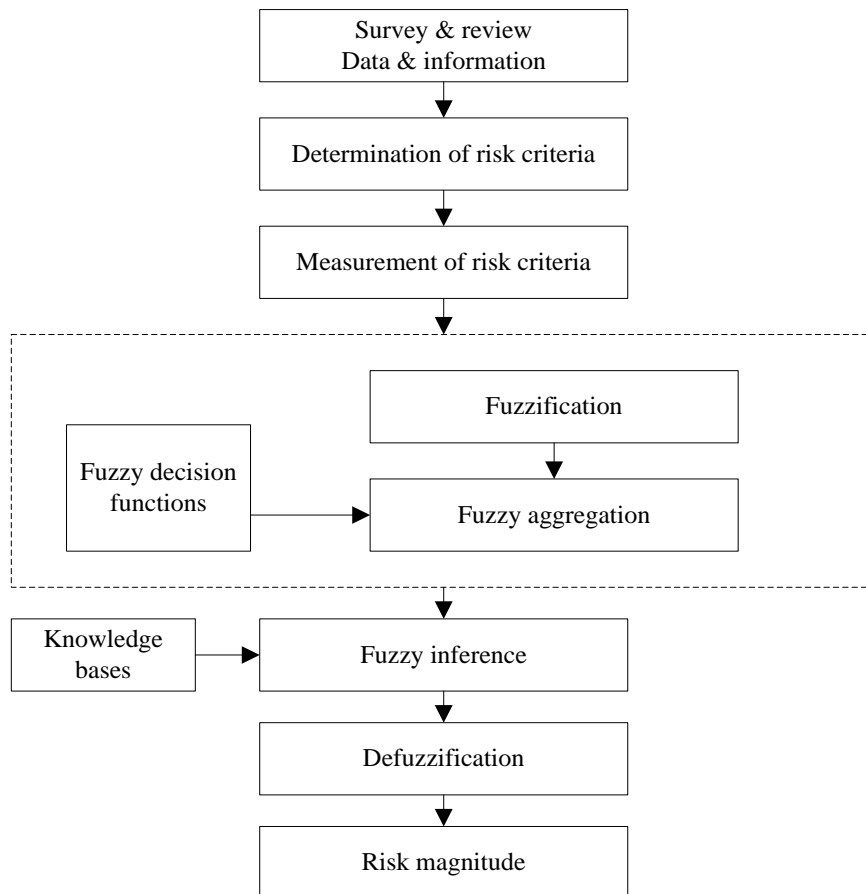 Survey & review
Data & information
Determination of risk criteria
Measurement of risk criteria
Fuzzification
Fuzzy decision
functions
Fuzzy aggregation
Knowledge
bases
Fuzzy inference
Defuzzification
Risk magnitude